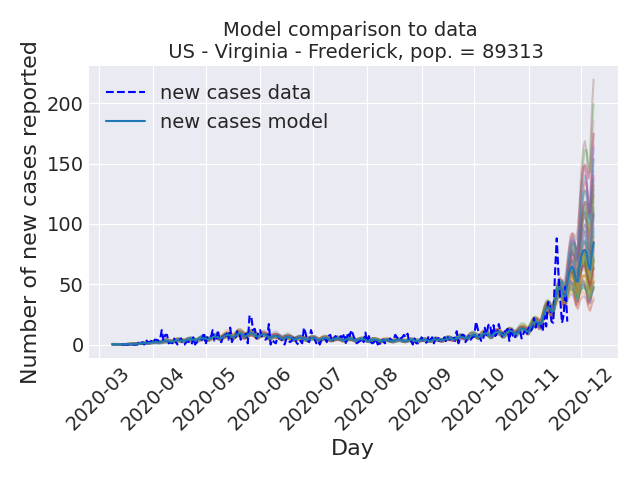 Model comparison to data
US - Virginia - Frederick, pop. = 89313
Number of new cases reported
200
150
100
50
0
new cases data
new cases model
2020-03
2020-04
2020-05
2020-06
2020-07
2020-08
2020-09
2020-10
2020-11
2020-12
Day